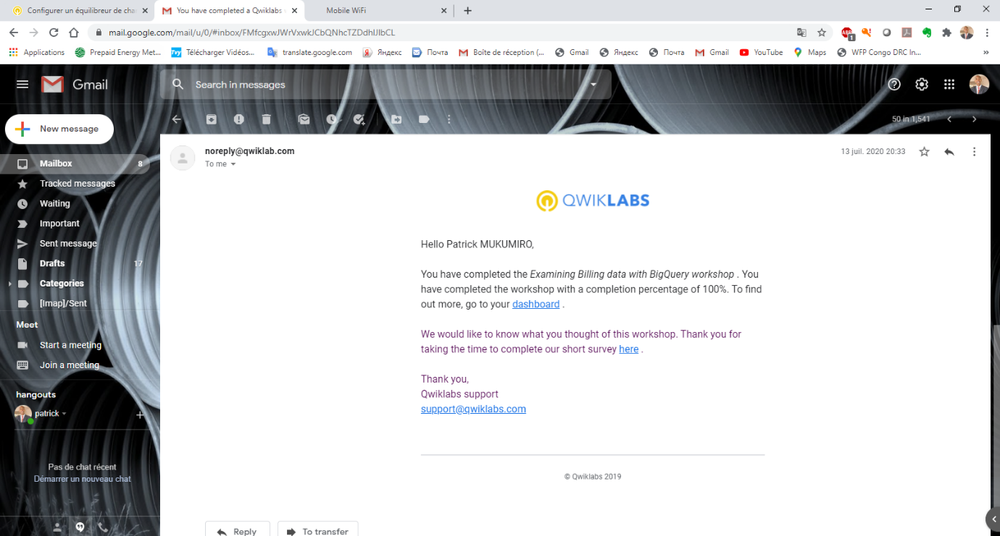 Configurer un équilibreur de cha
You have completed a Qwiklabs
Mobile WiFi
mail.google.com/mail/u/0/#inbox/FMfcgxwJWrVxwkJCbQNhcTZDdhlJlbCL
ABP
1
Applications
Prepaid Energy Met...
Tvy
Télécharger Vidéos...
translate.google.com
Я
Яндекс
Почта
Boîte de réception (...
Gmail
Яндекс
Почта
Gmail
YouTube
Maps
WFP Congo DRC In...
»
Gmail
Search in messages
New message
50 in 1,541
Mailbox 8
Tracked messages
Waiting
Important
Sent message
Drafts 17
Categories
[Imap]/Sent
Meet
Start a meeting
Join a meeting
hangouts
patrick
Pas de chat récent
Démarrer un nouveau chat
noreply@qwiklab.com
13 juil. 2020 20:33
To me
QWIKLABS
Hello Patrick MUKUMIRO,
You have completed the Examining Billing data with BigQuery workshop . You
have completed the workshop with a completion percentage of 100%. To find
out more, go to your dashboard .
We would like to know what you thought of this workshop. Thank you for
taking the time to complete our short survey here .
Thank you,
Qwiklabs support
support@qwiklabs.com
© Qwiklabs 2019
Reply
To transfer